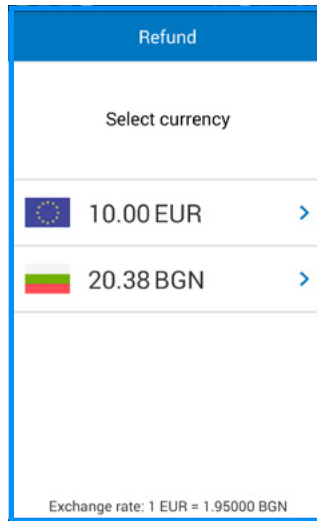 Refund
Select currency
10.00 EUR
20.38 BGN
Exchange rate: 1 EUR = 1.95000 BGN